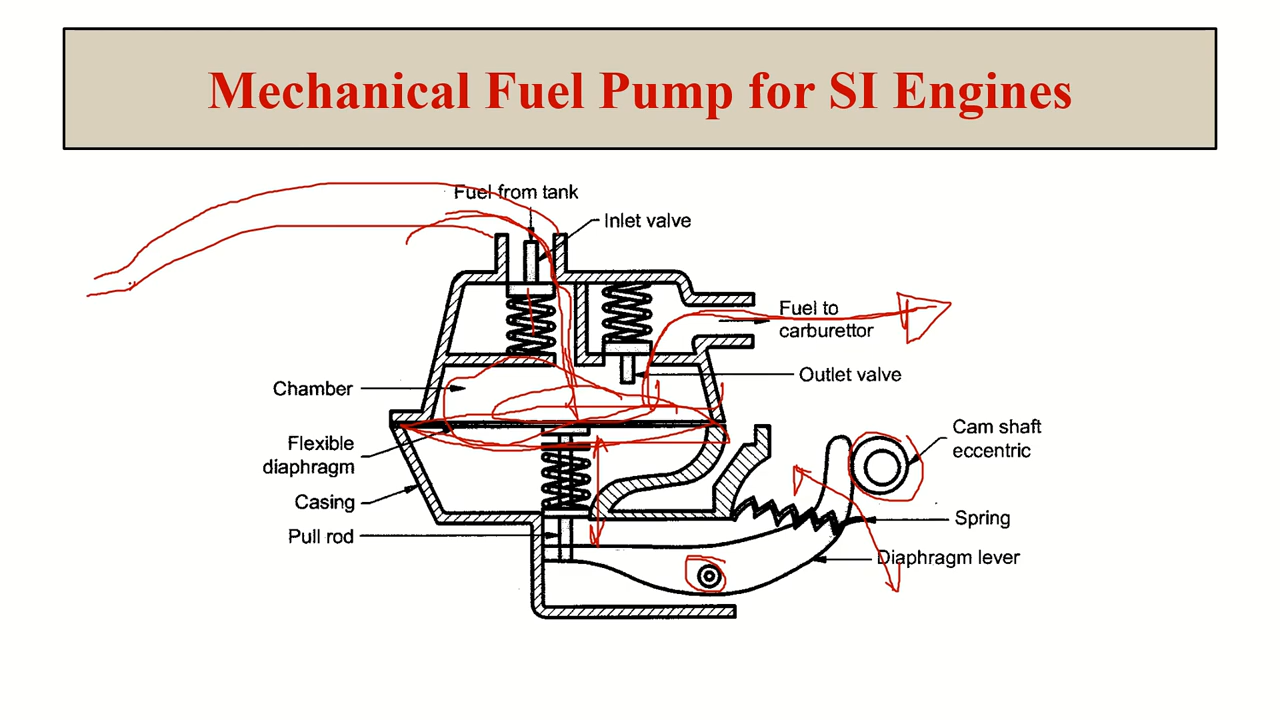 Mechanical Fuel Pump for SI Engines
Fuel from tank
Inlet valve
Fuel to
carburettor
Chamber
Outlet valve
Flexible
diaphragm
Cam shaft
eccentric
Casing
Spring
Pull rod
Diaphragm lever